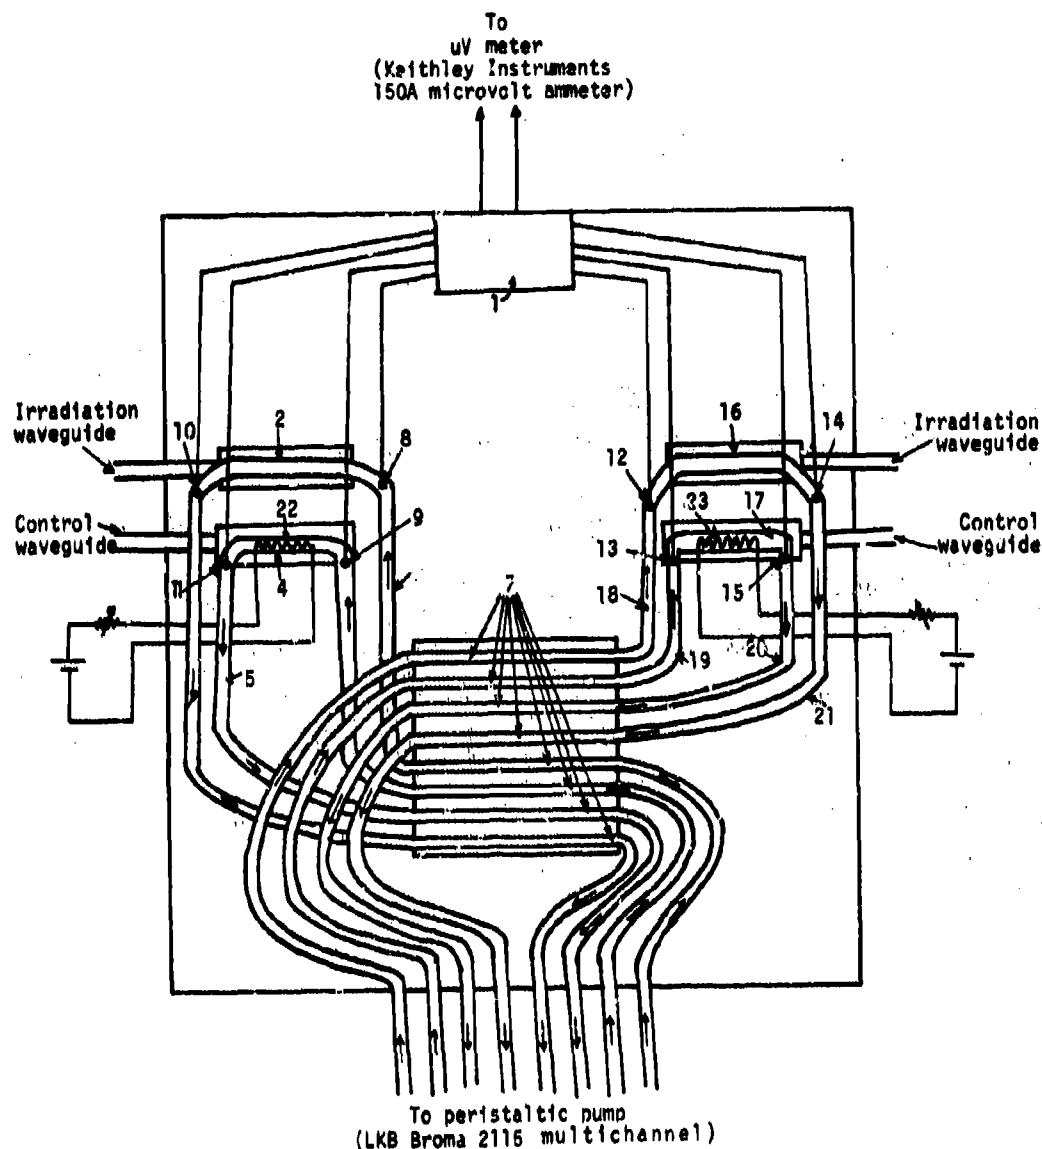 To
uV meter
(Keithley Instruments
150A microvolt ammeter)
1
Irradiation
waveguide
10
2
8
Control
waveguide
22
9
11
4
5
7
16
14
Irradiation
waveguide
12
33
17
Control
waveguide
13
15
18
19
20
21
To peristaltic pump
(LKB Broma 2115 multichannel)